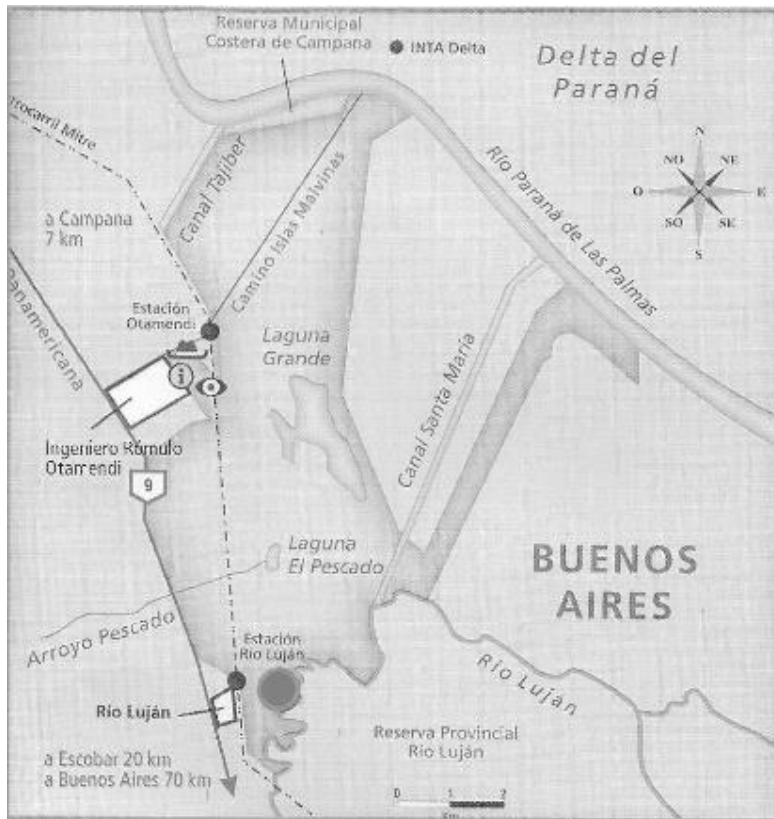 Reserva Municipal
Costera de Campana
INTA Delta
Delta del
Paraná
Mitre
Canal Tajiber
Camino Islas Malvinas
Río Paraná de Las Palmas
N
NO NE
O E
SO SE
S
a Campana
7 km
Panamericana
Estación
Otamendi
Laguna
Grande
i
Canal Santa María
Ingeniero Rómulo
Otamendi
9
Laguna
El Pescado
BUENOS
AIRES
Arroyo Pescado
Estación
Río Luján
Río Luján
Río Luján
Reserva Provincial
Río Luján
a Escobar 20 km
a Buenos Aires 70 km
0 1 2